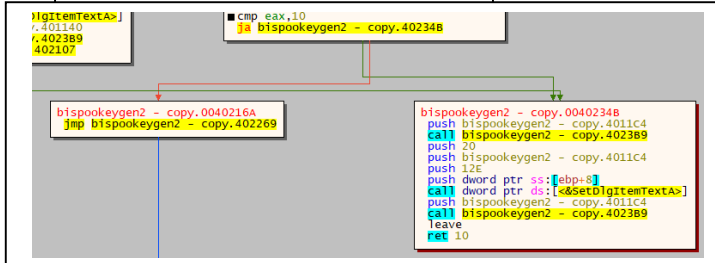 DlgItemTextA>]
/.401140
/.4023B9
402107
cmp eax,10
ja bispookeygen2 - copy.40234B
bispookeygen2 - copy.0040216A
jmp bispookeygen2 - copy.402269
bispookeygen2 - copy.0040234B
push bispookeygen2 - copy.4011C4
call bispookeygen2 - copy.4023B9
push 20
push bispookeygen2 - copy.4011C4
push 12E
push dword ptr ss:[ebp+8]
call dword ptr ds:[<&SetDlgItemTextA>]
push bispookeygen2 - copy.4011C4
call bispookeygen2 - copy.4023B9
leave
ret 10